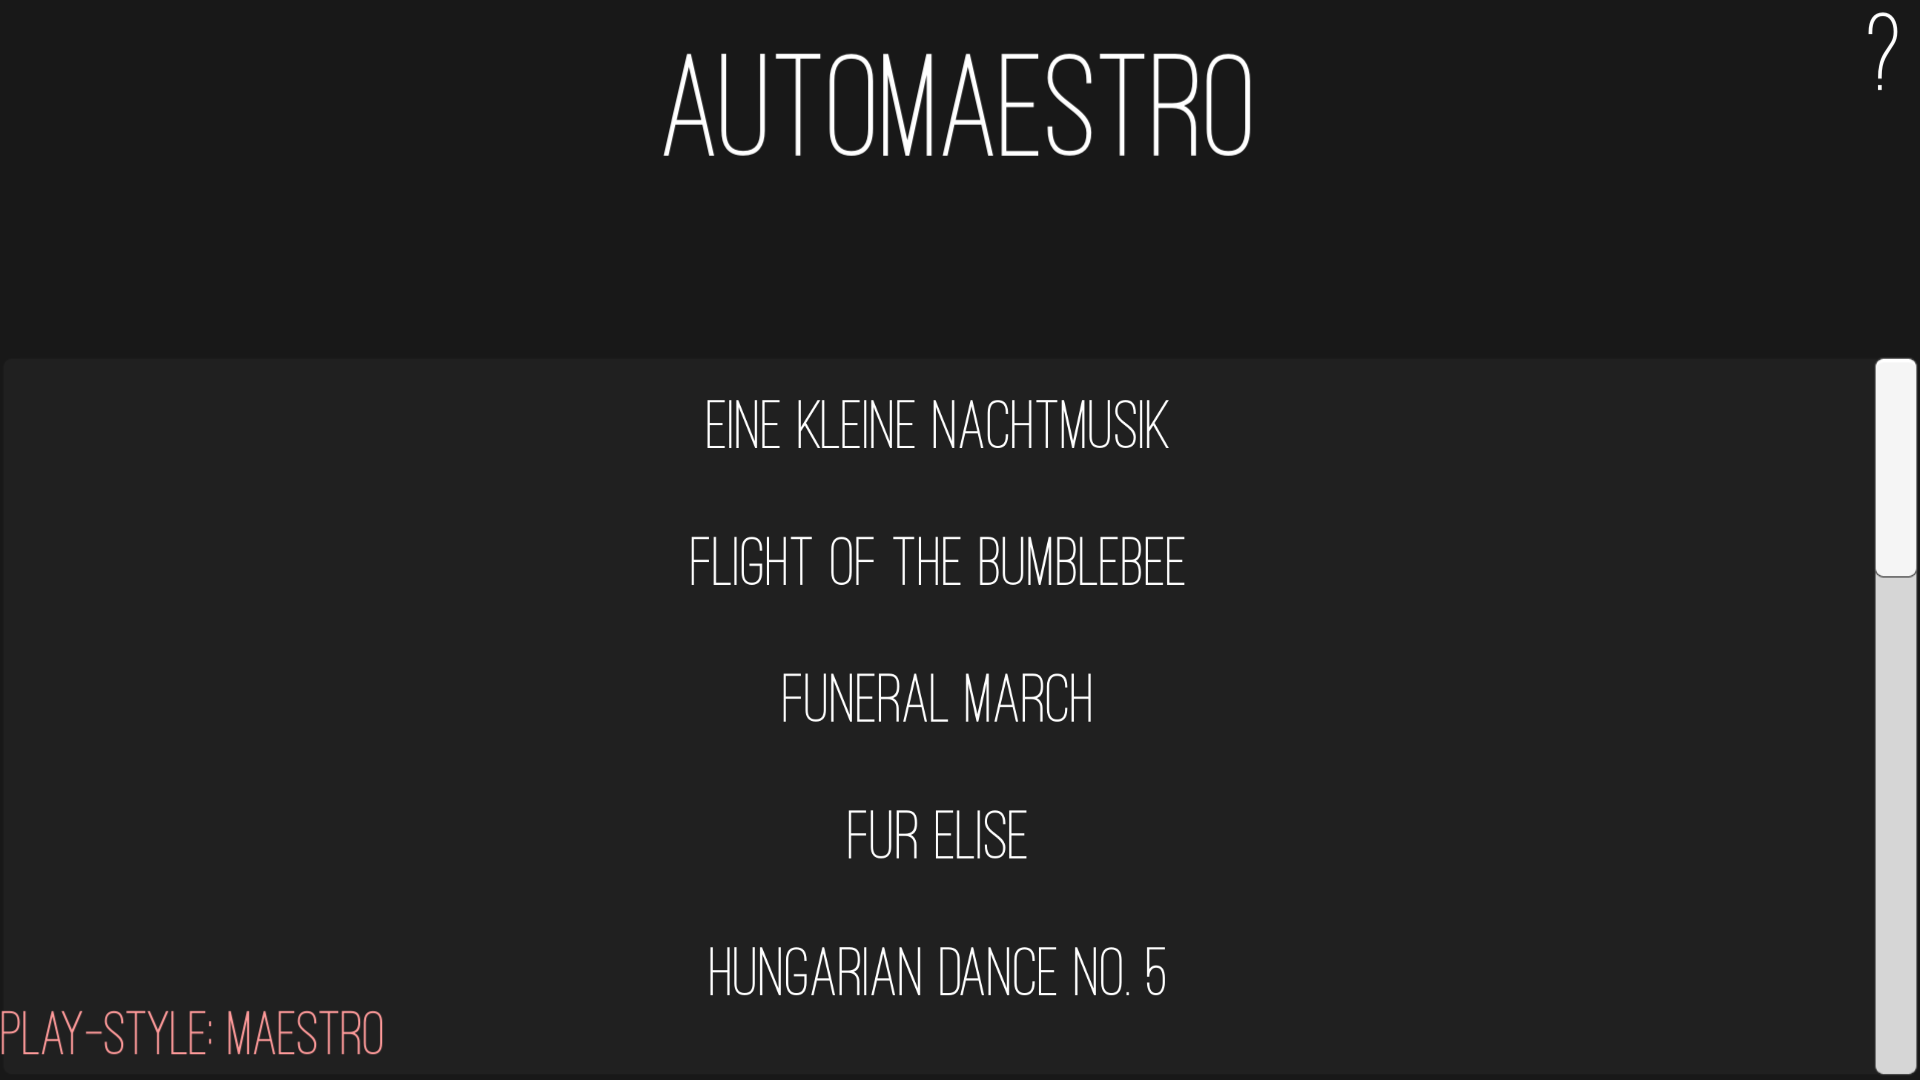 AUTOMAESTRO
?
EINE KLEINE NACHTMUSIK
FLIGHT OF THE BUMBLEBEE
FUNERAL MARCH
FUR ELISE
HUNGARIAN DANCE NO. 5
PLAY-STYLE: MAESTRO